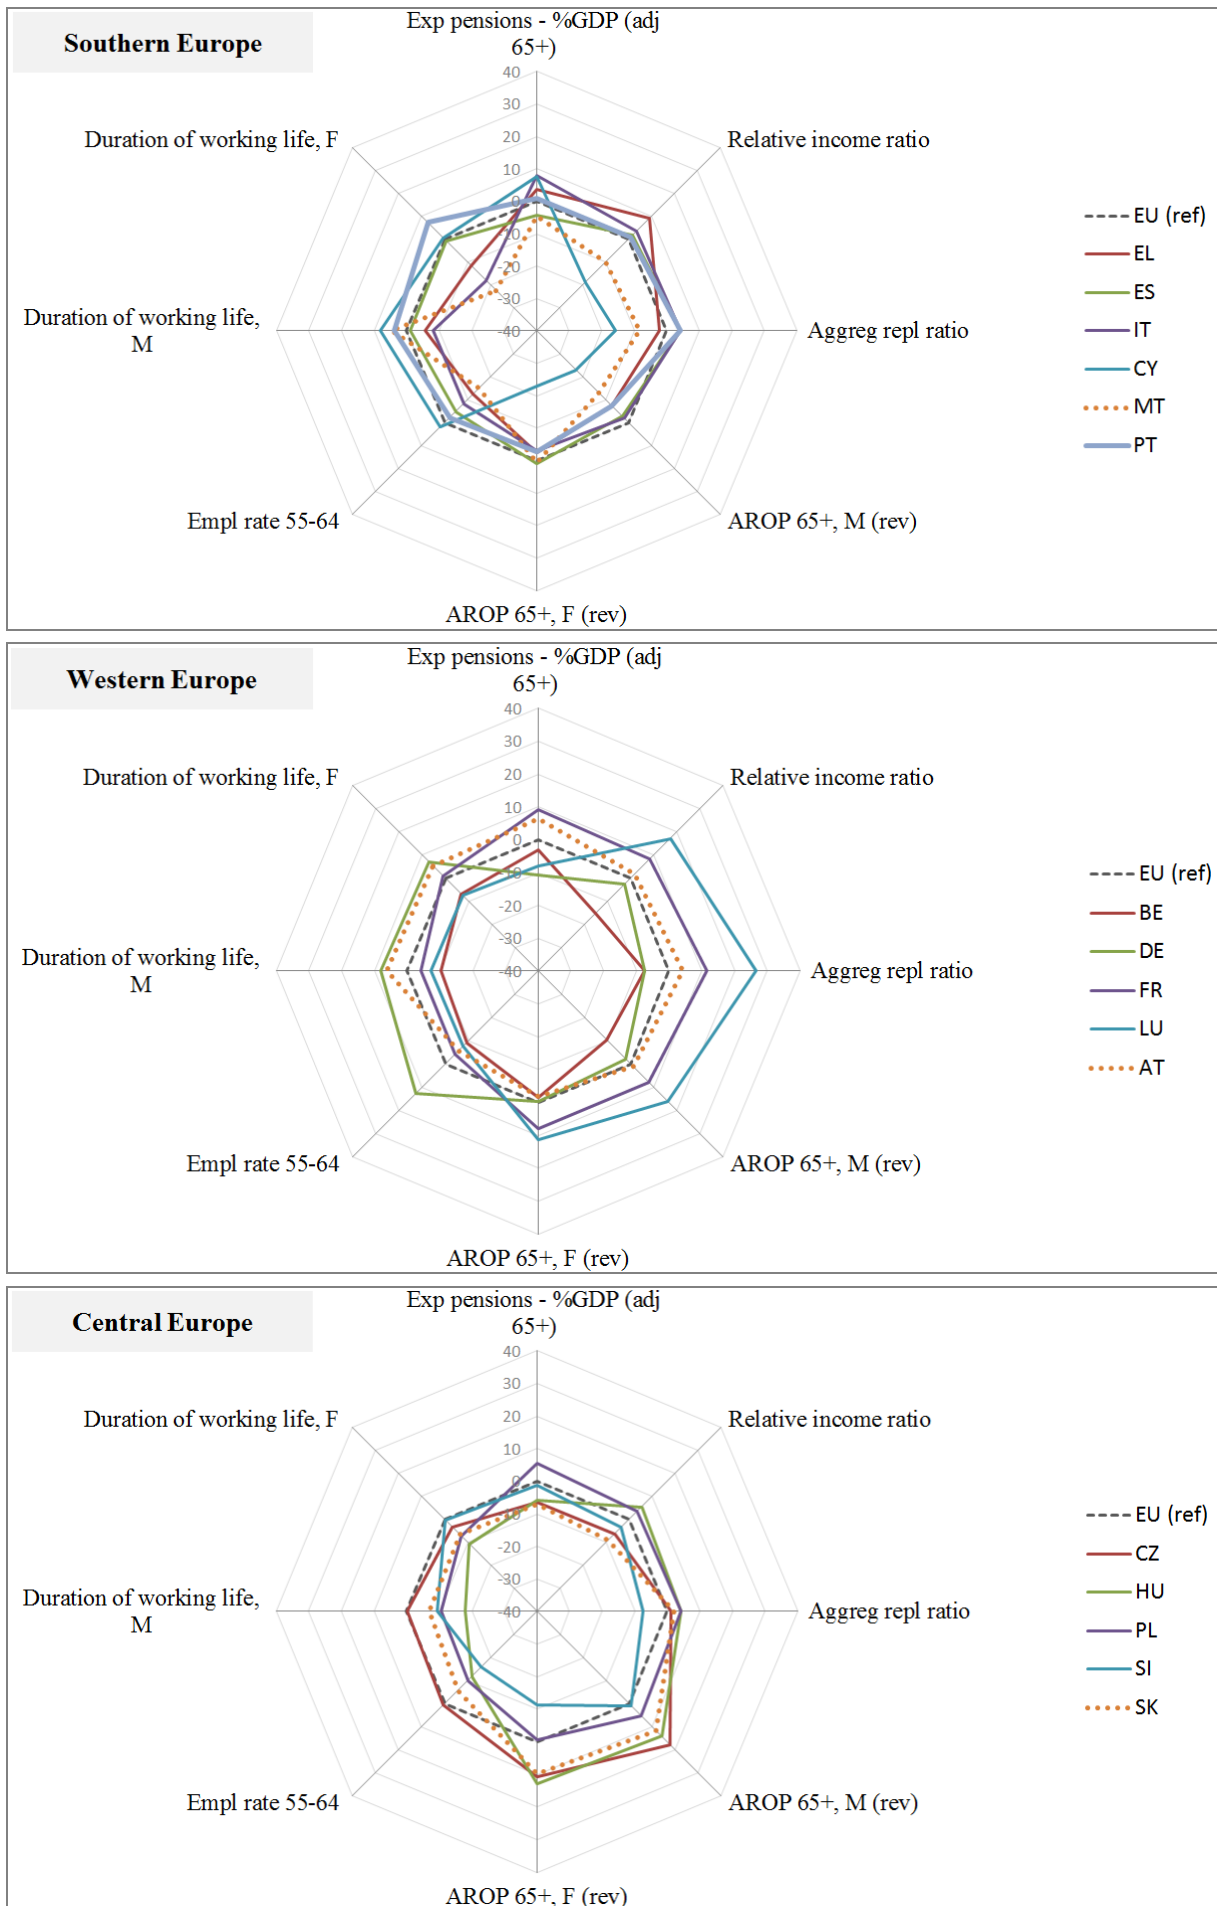 Southern Europe
Exp pensions - %GDP (adj
65+)
40
30
20
10
0
-10
-20
-30
-40
Duration of working life, F
Relative income ratio
Duration of working life,
M
Aggreg repl ratio
Empl rate 55-64
AROP 65+, M (rev)
AROP 65+, F (rev)
EU (ref)
EL
ES
IT
CY
MT
PT
Western Europe
Exp pensions - %GDP (adj
65+)
40
30
20
10
0
-10
-20
-30
-40
Duration of working life, F
Relative income ratio
Duration of working life,
M
Aggreg repl ratio
Empl rate 55-64
AROP 65+, M (rev)
AROP 65+, F (rev)
EU (ref)
BE
DE
FR
LU
AT
Central Europe
Exp pensions - %GDP (adj
65+)
40
30
20
10
0
-10
-20
-30
-40
Duration of working life, F
Relative income ratio
Duration of working life,
M
Aggreg repl ratio
Empl rate 55-64
AROP 65+, M (rev)
AROP 65+, F (rev)
EU (ref)
CZ
HU
PL
SI
SK